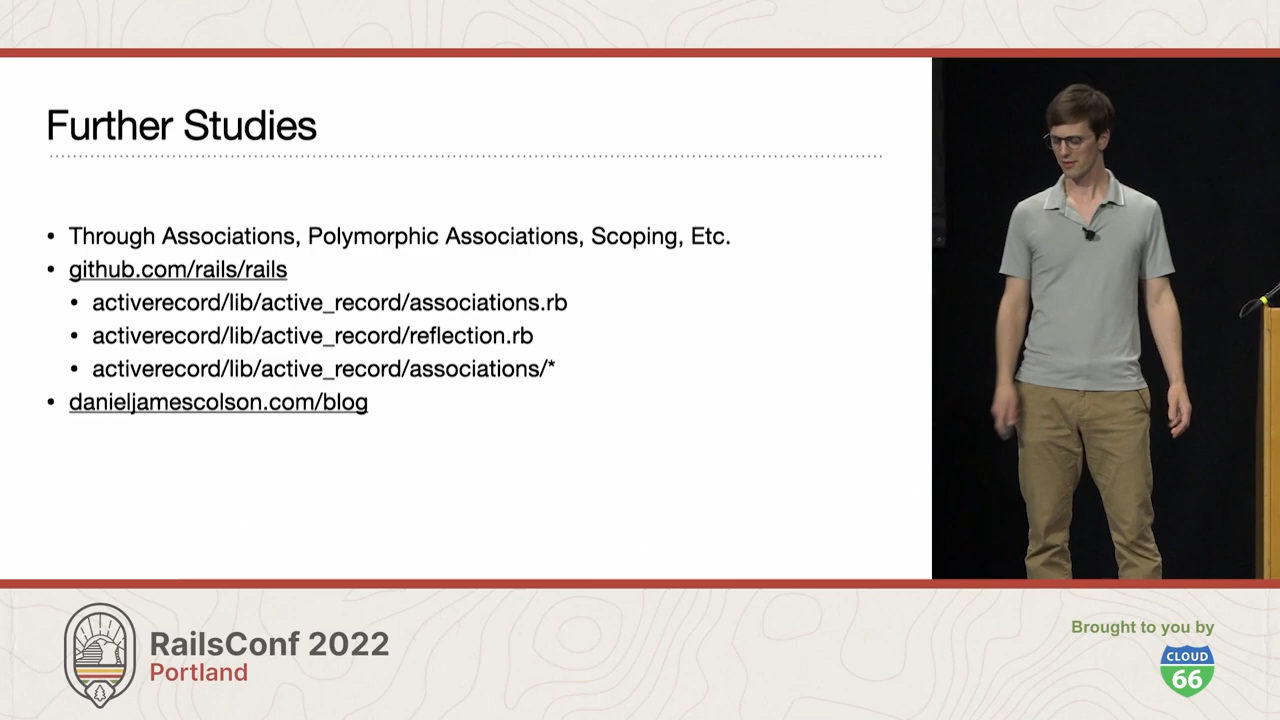 Further Studies
• Through Associations, Polymorphic Associations, Scoping, Etc.
• github.com/rails/rails
• activerecord/lib/active_record/associations.rb
• activerecord/lib/active_record/reflection.rb
• activerecord/lib/active_record/associations/*
• danieljamescolson.com/blog
RailsConf 2022
Portland
Brought to you by
CLOUD
66